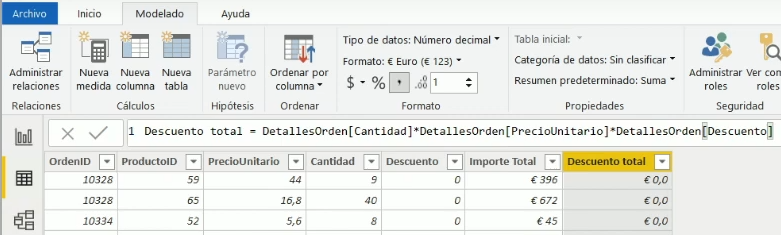 Archivo Inicio Modelado Ayuda
Administrar relaciones
Relaciones
Nueva medida
Nueva columna
Nueva tabla
Cálculos
Parámetro nuevo
Hipótesis
Ordenar por columna
Ordenar
Tipo de datos: Número decimal
Formato: € Euro (€ 123)
$ % , .00 1
Formato
Tabla inicial:
Categoría de datos: Sin clasificar
Resumen predeterminado: Suma
Propiedades
Administrar roles
Ver co
roles
Seguridad
1 Descuento total = DetallesOrden[Cantidad]*DetallesOrden[PrecioUnitario]*DetallesOrden[Descuento]
OrdenID ProductoID PrecioUnitario Cantidad Descuento Importe Total Descuento total
10328 59 44 9 0 € 396 € 0,0
10328 65 16,8 40 0 € 672 € 0,0
10334 52 5,6 8 0 € 45 € 0,0